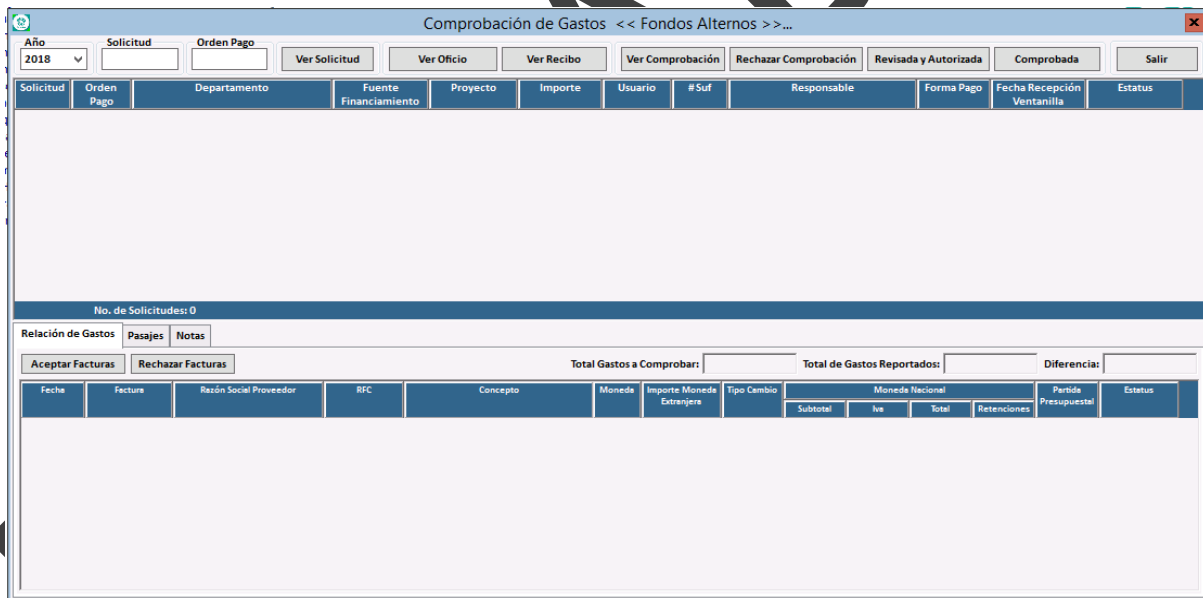 Comprobación de Gastos << Fondos Alternos >>...
Año Solicitud Orden Pago
2018 Ver Solicitud Ver Oficio Ver Recibo Ver Comprobación Rechazar Comprobación Revisada y Autorizada Comprobada Salir
Solicitud Orden Pago Departamento Fuente Financiamiento Proyecto Importe Usuario #Suf Responsable Forma Pago Fecha Recepción Ventanilla Estatus
No. de Solicitudes: 0
Relación de Gastos Pasajes Notas
Aceptar Facturas Rechazar Facturas Total Gastos a Comprobar: Total de Gastos Reportados: Diferencia:
Fecha Factura Razón Social Proveedor RFC Concepto Moneda Importe Moneda Extranjera Tipo Cambio Moneda Nacional Partida Presupuestal Estatus
Subtotal Iva Total Retenciones